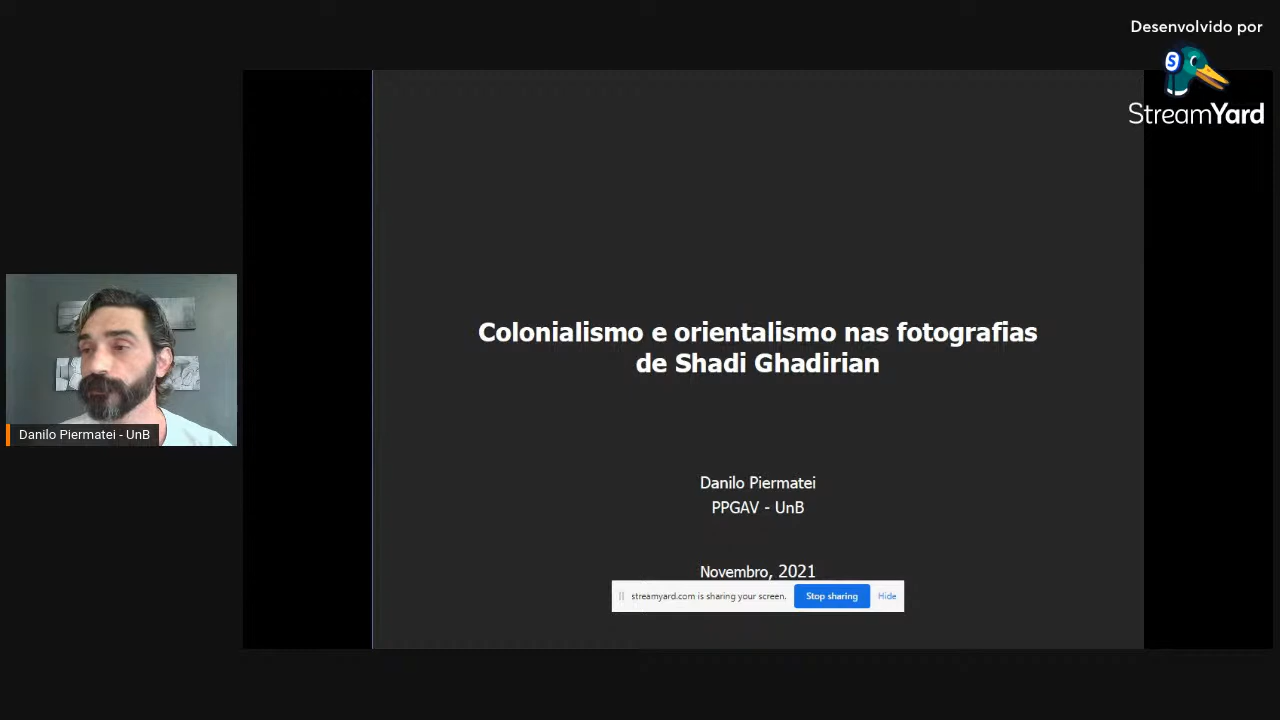 Desenvolvido por
StreamYard
Colonialismo e orientalismo nas fotografias
de Shadi Ghadirian
Danilo Piermatei - UnB
Danilo Piermatei
PPGAV - UnB
Novembro, 2021
streamyard.com is sharing your screen.
Stop sharing
Hide